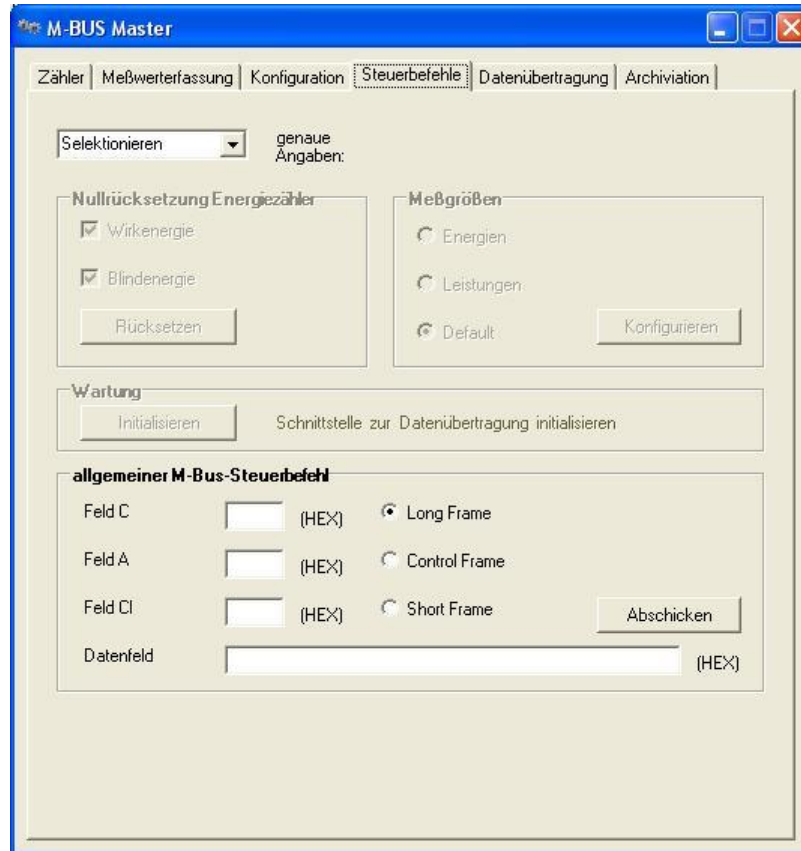 M-BUS Master
Zähler Meßwerterfassung Konfiguration Steuerbefehle Datenübertragung Archiviation
Selektionieren genaue
Angaben:
Nullrücksetzung Energiezähler
Wirkenergie
Blindenergie
Rücksetzen
Meßgrößen
Energien
Leistungen
Default Konfigurieren
Wartung
Initialisieren Schnittstelle zur Datenübertragung initialisieren
allgemeiner M-Bus-Steuerbefehl
Feld C (HEX) Long Frame
Feld A (HEX) Control Frame
Feld CI (HEX) Short Frame Abschicken
Datenfeld (HEX)